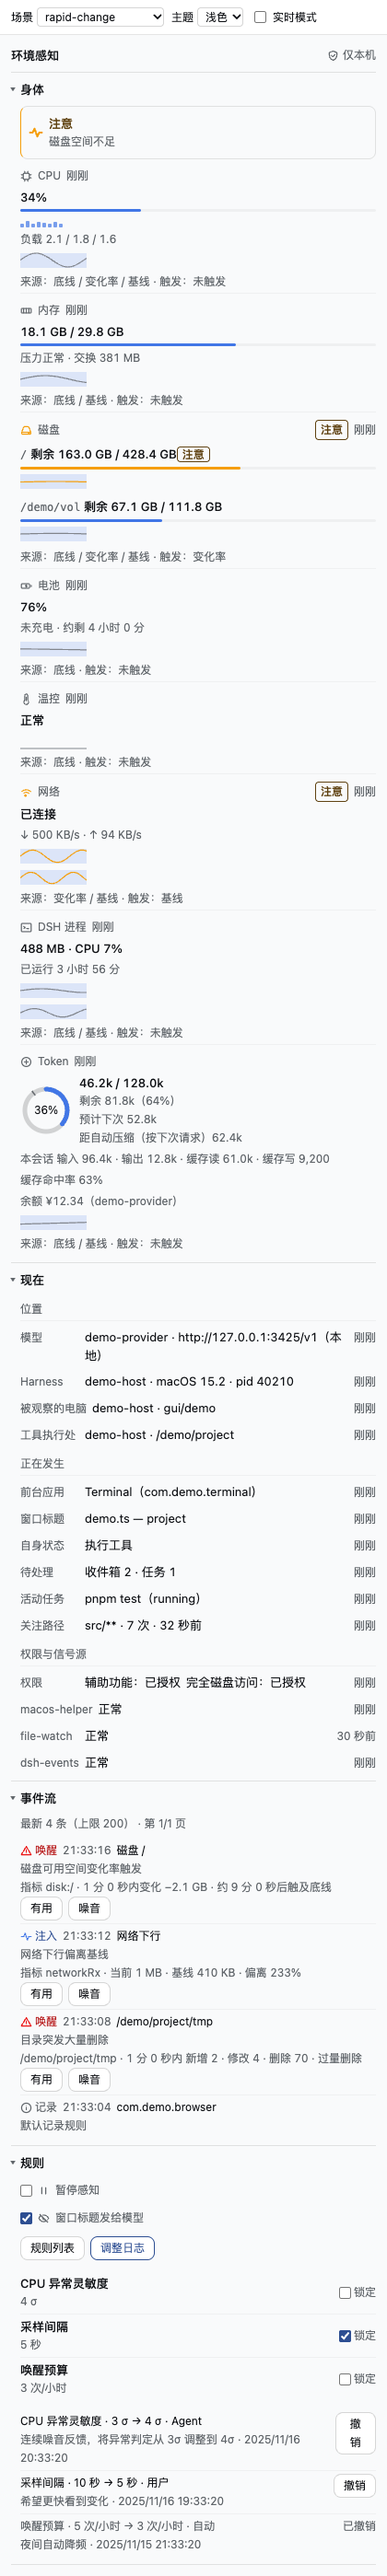 场景 rapid-change 主题 浅色 实时模式
环境感知 仅本机
身体
注意
磁盘空间不足
CPU 刚刚
34%
负载 2.1 / 1.8 / 1.6
来源：底线 / 变化率 / 基线 · 触发：未触发
内存 刚刚
18.1 GB / 29.8 GB
压力正常 · 交换 381 MB
来源：底线 / 基线 · 触发：未触发
磁盘 注意 刚刚
/ 剩余 163.0 GB / 428.4 GB 注意
/demo/vol 剩余 67.1 GB / 111.8 GB
来源：底线 / 变化率 / 基线 · 触发：变化率
电池 刚刚
76%
未充电 · 约剩 4 小时 0 分
来源：底线 · 触发：未触发
温控 刚刚
正常
来源：底线 · 触发：未触发
网络 注意 刚刚
已连接
↓ 500 KB/s · ↑ 94 KB/s
来源：变化率 / 基线 · 触发：基线
DSH 进程 刚刚
488 MB · CPU 7%
已运行 3 小时 56 分
来源：底线 / 基线 · 触发：未触发
Token 刚刚
36%
46.2k / 128.0k
剩余 81.8k（64%）
预计下次 52.8k
距自动压缩（按下次请求）62.4k
本会话 输入 96.4k · 输出 12.8k · 缓存读 61.0k · 缓存写 9,200
缓存命中率 63%
余额 ¥12.34（demo-provider）
来源：底线 / 基线 · 触发：未触发
现在
位置
模型 demo-provider · http://127.0.0.1:3425/v1（本地） 刚刚
Harness demo-host · macOS 15.2 · pid 40210 刚刚
被观察的电脑 demo-host · gui/demo 刚刚
工具执行处 demo-host · /demo/project 刚刚
正在发生
前台应用 Terminal（com.demo.terminal） 刚刚
窗口标题 demo.ts — project 刚刚
自身状态 执行工具 刚刚
待处理 收件箱 2 · 任务 1 刚刚
活动任务 pnpm test（running） 刚刚
关注路径 src/** · 7 次 · 32 秒前 刚刚
权限与信号源
权限 辅助功能：已授权 完全磁盘访问：已授权 刚刚
macos-helper 正常 刚刚
file-watch 正常 30 秒前
dsh-events 正常 刚刚
事件流
最新 4 条（上限 200） · 第 1/1 页
唤醒 21:33:16 磁盘 /
磁盘可用空间变化率触发
指标 disk:/ · 1 分 0 秒内变化 −2.1 GB · 约 9 分 0 秒后触及底线
有用 噪音
注入 21:33:12 网络下行
网络下行偏离基线
指标 networkRx · 当前 1 MB · 基线 410 KB · 偏离 233%
有用 噪音
唤醒 21:33:08 /demo/project/tmp
目录突发大量删除
/demo/project/tmp · 1 分 0 秒内 新增 2 · 修改 4 · 删除 70 · 过量删除
有用 噪音
记录 21:33:04 com.demo.browser
默认记录规则
规则
暂停感知
窗口标题发给模型
规则列表 调整日志
CPU 异常灵敏度
4 σ
锁定
采样间隔
5 秒
锁定
唤醒预算
3 次/小时
锁定
CPU 异常灵敏度 · 3 σ → 4 σ · Agent
连续噪音反馈，将异常判定从 3σ 调整到 4σ · 2025/11/16
20:33:20
撤销
采样间隔 · 10 秒 → 5 秒 · 用户
希望更快看到变化 · 2025/11/16 19:33:20
撤销
唤醒预算 · 5 次/小时 → 3 次/小时 · 自动
夜间自动降频 · 2025/11/15 21:33:20
已撤销